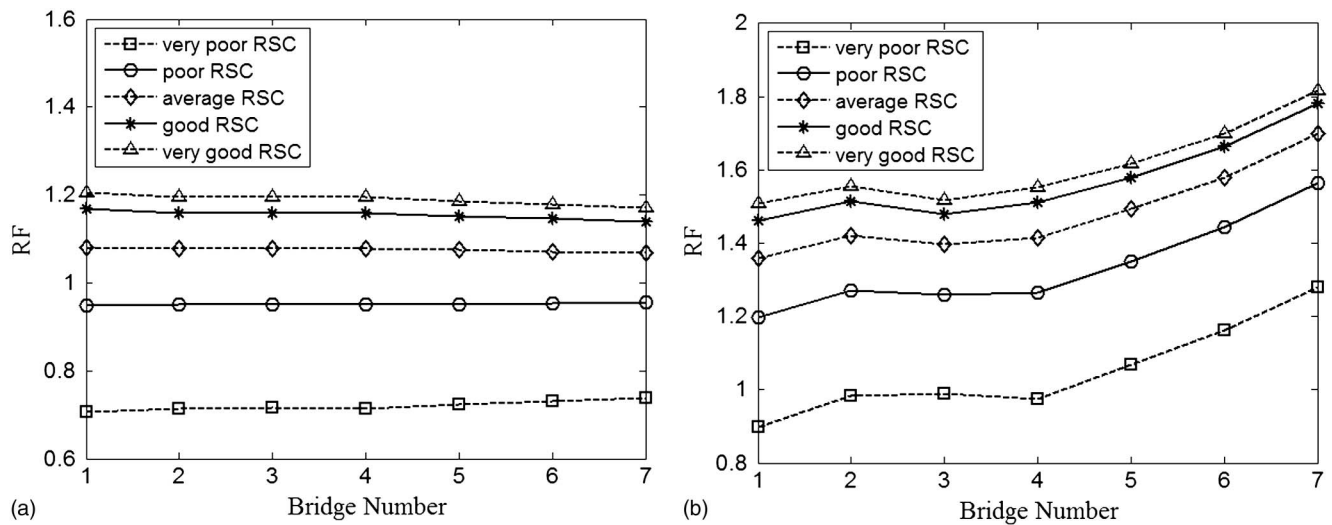 1.6
1.4
1.2
1
0.8
0.6
RF
very poor RSC
poor RSC
average RSC
good RSC
very good RSC
1 2 3 4 5 6 7
Bridge Number
(a)
2
1.8
1.6
1.4
1.2
1
0.8
RF
very poor RSC
poor RSC
average RSC
good RSC
very good RSC
1 2 3 4 5 6 7
Bridge Number
(b)